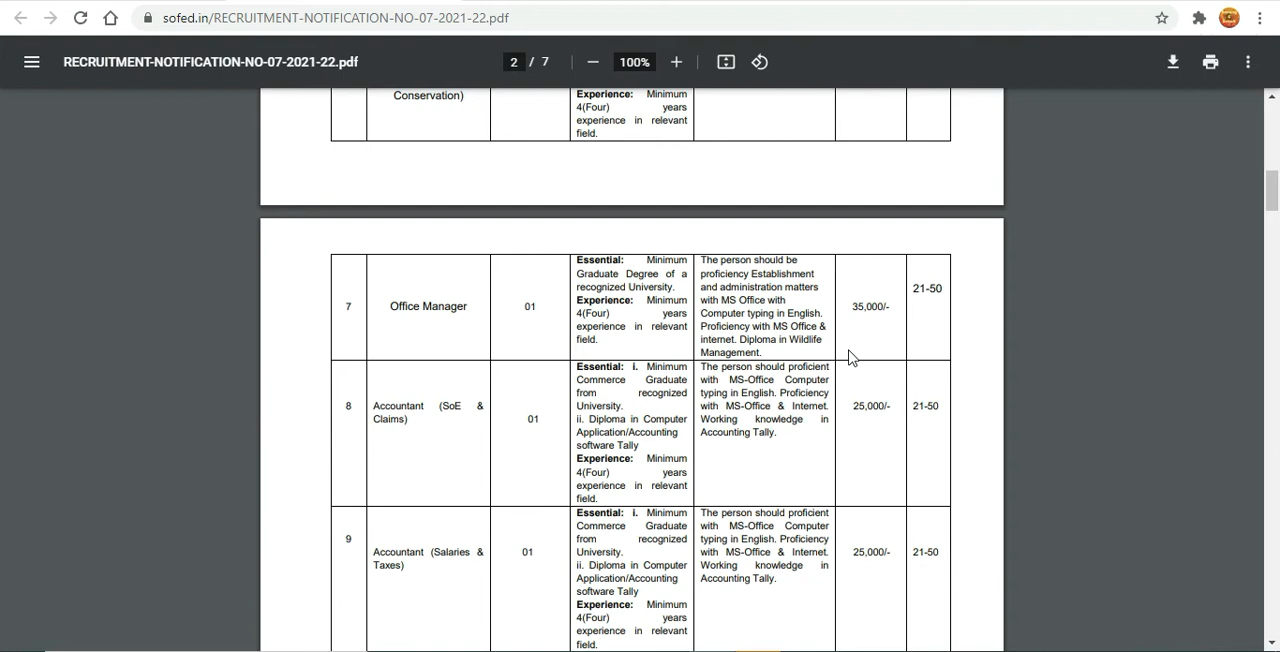 sofed.in/RECRUITMENT-NOTIFICATION-NO-07-2021-22.pdf
RECRUITMENT-NOTIFICATION-NO-07-2021-22.pdf
2 / 7
100%
Conservation)
Experience: Minimum
4(Four) years
experience in relevant
field.
7
Office Manager
01
Essential: Minimum
Graduate Degree of a
recognized University.
Experience: Minimum
4(Four) years
experience in relevant
field.
The person should be
proficiency Establishment
and administration matters
with MS Office with
Computer typing in English.
Proficiency with MS Office &
internet. Diploma in Wildlife
Management.
35,000/-
21-50
8
Accountant (SoE &
Claims)
01
Essential: i. Minimum
Commerce Graduate
from recognized
University.
ii. Diploma in Computer
Application/Accounting
software Tally
Experience: Minimum
4(Four) years
experience in relevant
field.
The person should proficient
with MS-Office Computer
typing in English. Proficiency
with MS-Office & Internet.
Working knowledge in
Accounting Tally.
25,000/-
21-50
9
Accountant (Salaries &
Taxes)
01
Essential: i. Minimum
Commerce Graduate
from recognized
University.
ii. Diploma in Computer
Application/Accounting
software Tally
Experience: Minimum
4(Four) years
experience in relevant
field.
The person should proficient
with MS-Office Computer
typing in English. Proficiency
with MS-Office & Internet.
Working knowledge in
Accounting Tally.
25,000/-
21-50